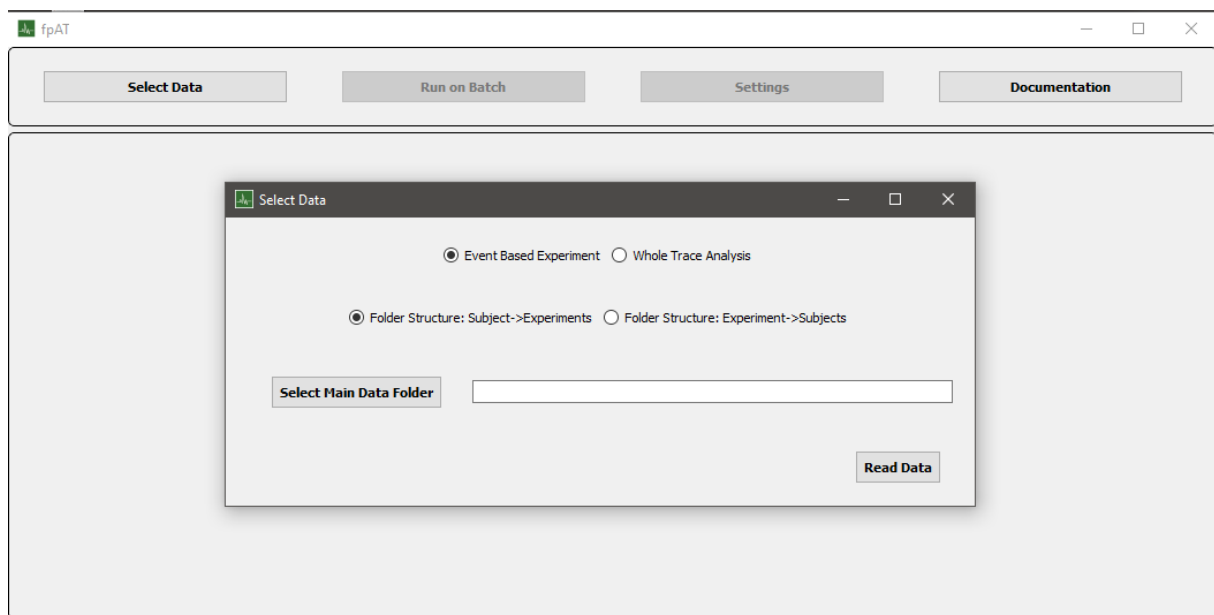 fpAT
Select Data Run on Batch Settings Documentation
Select Data
Event Based Experiment Whole Trace Analysis
Folder Structure: Subject->Experiments Folder Structure: Experiment->Subjects
Select Main Data Folder
Read Data